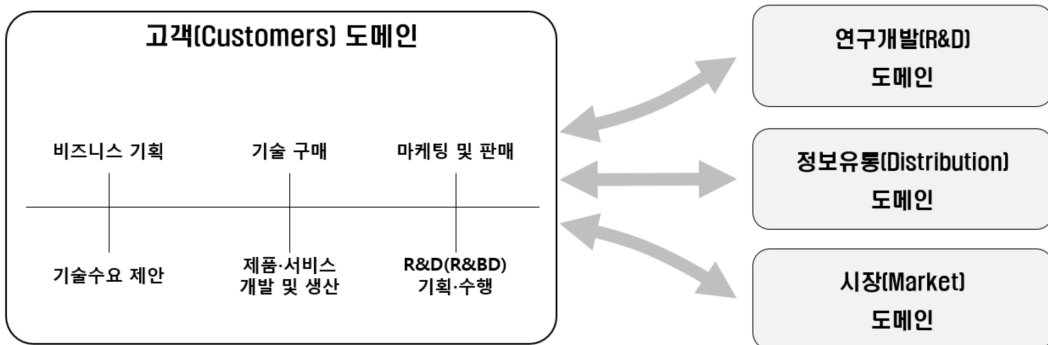 고객(Customers) 도메인
비즈니스 기획
기술 구매
마케팅 및 판매
기술수요 제안
제품·서비스
개발 및 생산
R&D(R&BD)
기획·수행
연구개발(R&D)
도메인
정보유통(Distribution)
도메인
시장(Market)
도메인